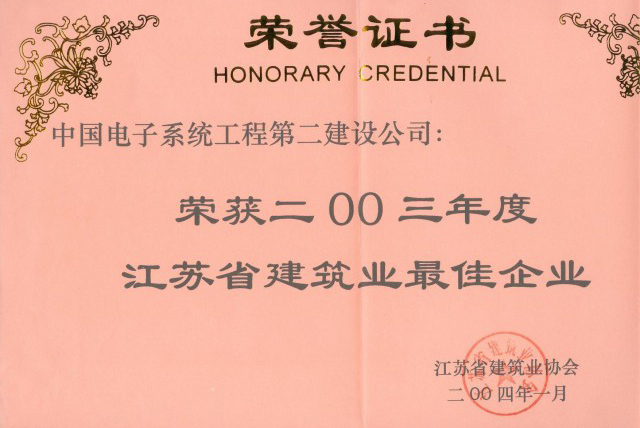 荣誉证书
HONORARY CREDENTIAL
中国电子系统工程第二建设公司：
荣获二00三年度
江苏省建筑业最佳企业
江苏省建筑业协会
二00四年一月